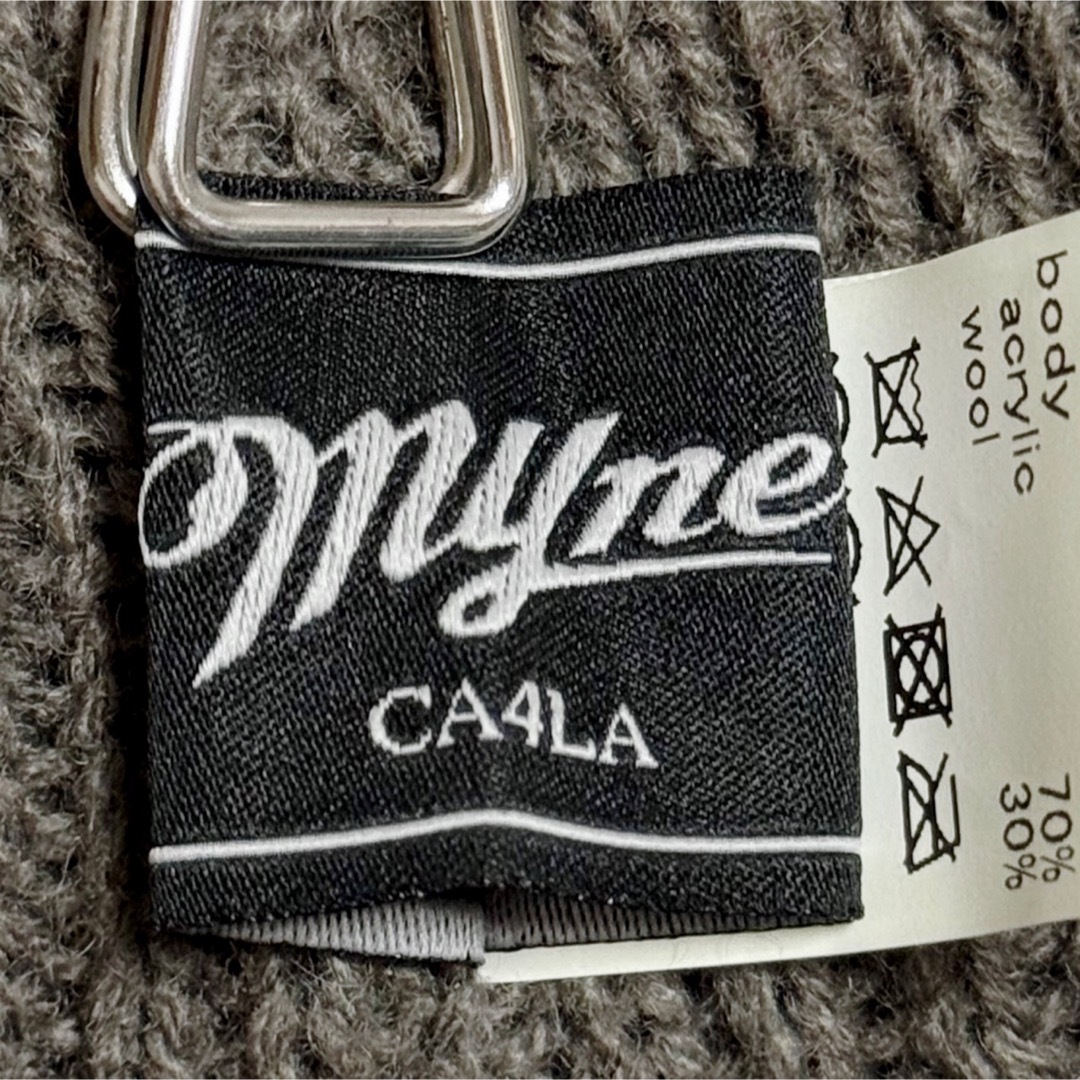 myne
CA4LA
body
acrylic 70%
wool 30%